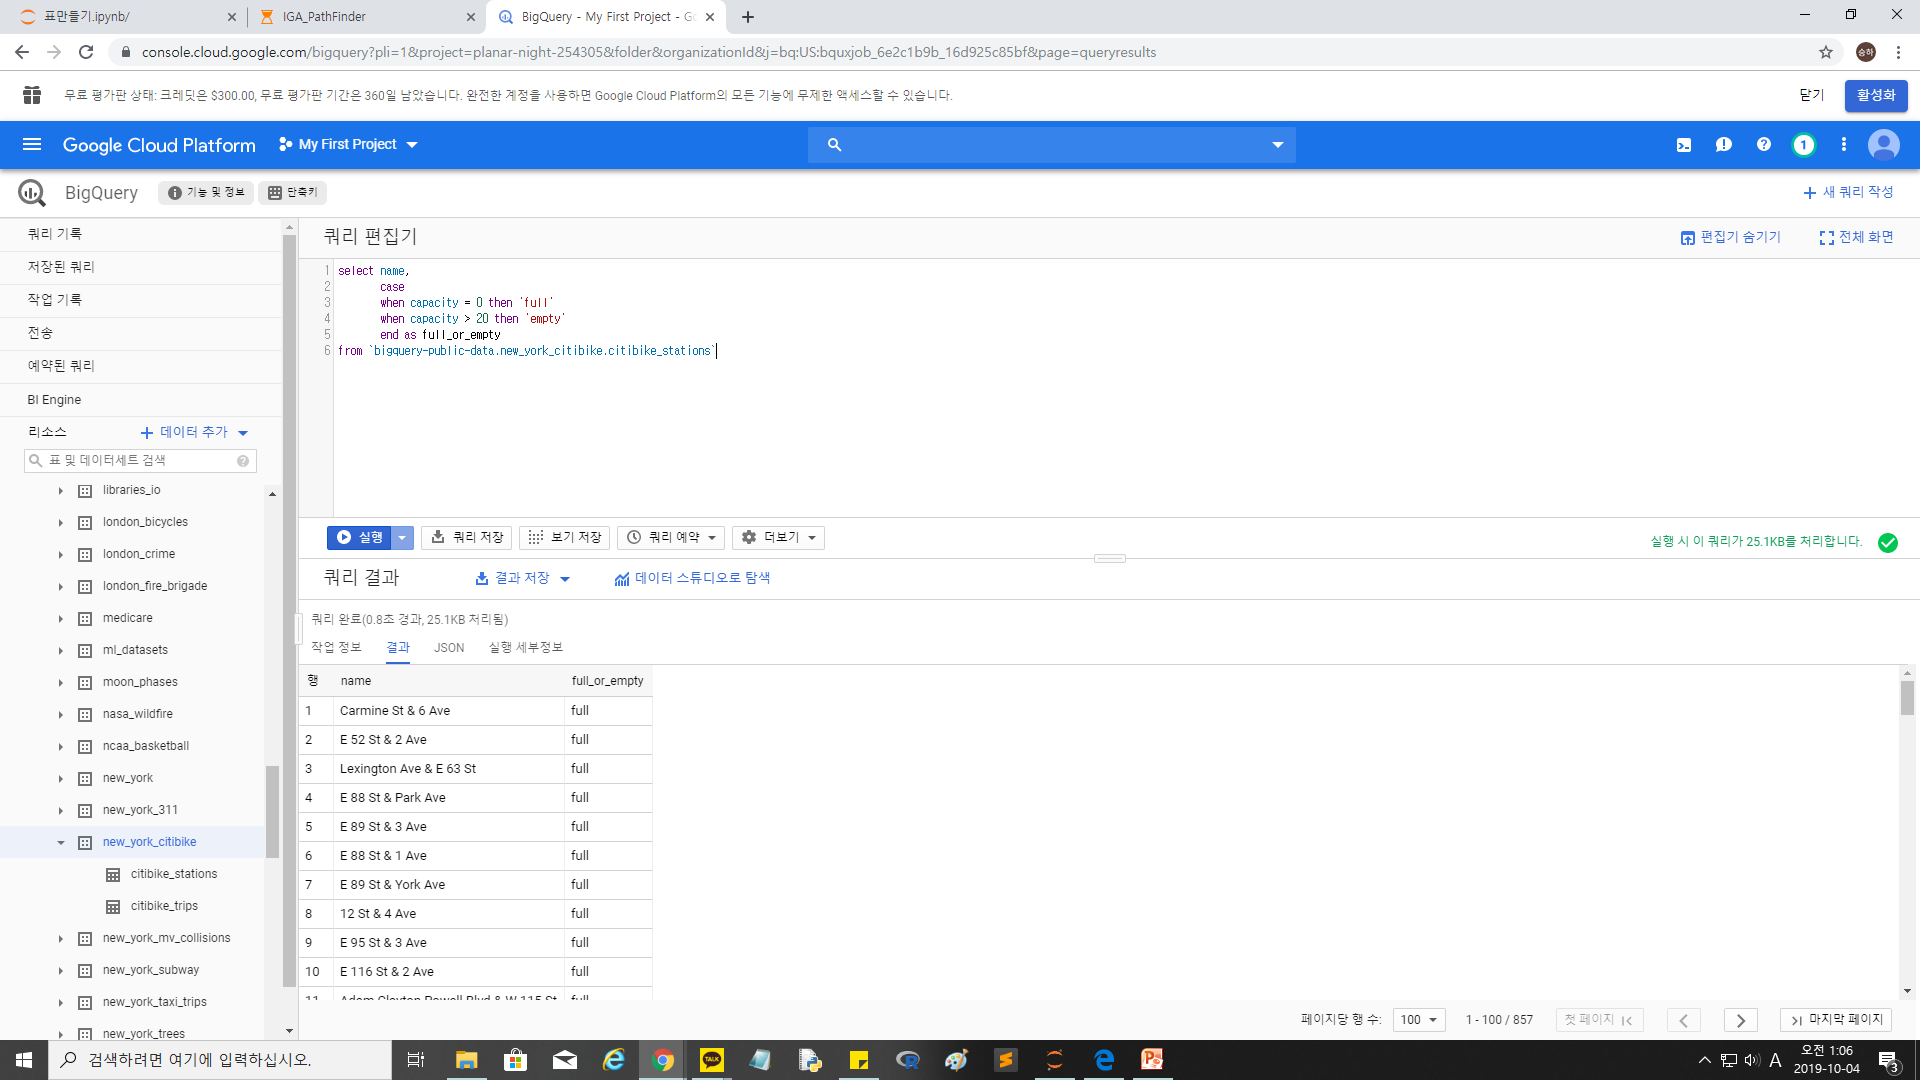 표만들기.ipynb/
IGA_PathFinder
BigQuery - My First Project - Go
console.cloud.google.com/bigquery?pli=1&project=planar-night-254305&folder&organizationId&j=bq:US:bquxjob_6e2c1b9b_16d925c85bf&page=queryresults
승하
무료 평가판 상태: 크레딧은 $300.00, 무료 평가판 기간은 360일 남았습니다. 완전한 계정을 사용하면 Google Cloud Platform의 모든 기능에 무제한 액세스할 수 있습니다.
닫기
활성화
Google Cloud Platform
My First Project
1
BigQuery
기능 및 정보
단축키
새 쿼리 작성
쿼리 기록
저장된 쿼리
작업 기록
전송
예약된 쿼리
BI Engine
리소스
데이터 추가
표 및 데이터세트 검색
libraries_io
london_bicycles
london_crime
london_fire_brigade
medicare
ml_datasets
moon_phases
nasa_wildfire
ncaa_basketball
new_york
new_york_311
new_york_citibike
citibike_stations
citibike_trips
new_york_mv_collisions
new_york_subway
new_york_taxi_trips
new_york_trees
쿼리 편집기
편집기 숨기기
전체 화면
1 select name,
2 case
3 when capacity = 0 then 'full'
4 when capacity > 20 then 'empty'
5 end as full_or_empty
6 from `bigquery-public-data.new_york_citibike.citibike_stations`
실행
쿼리 저장
보기 저장
쿼리 예약
더보기
실행 시 이 쿼리가 25.1KB를 처리합니다.
쿼리 결과
결과 저장
데이터 스튜디오로 탐색
쿼리 완료(0.8초 경과, 25.1KB 처리됨)
작업 정보 결과 JSON 실행 세부정보
행 name full_or_empty
1 Carmine St & 6 Ave full
2 E 52 St & 2 Ave full
3 Lexington Ave & E 63 St full
4 E 88 St & Park Ave full
5 E 89 St & 3 Ave full
6 E 88 St & 1 Ave full
7 E 89 St & York Ave full
8 12 St & 4 Ave full
9 E 95 St & 3 Ave full
10 E 116 St & 2 Ave full
11 Adam Clayton Powell Blvd & W 115 St full
페이지당 행 수: 100 1 - 100 / 857 첫 페이지 마지막 페이지
검색하려면 여기에 입력하십시오.
TALK
A
오전 1:06
2019-10-04
3